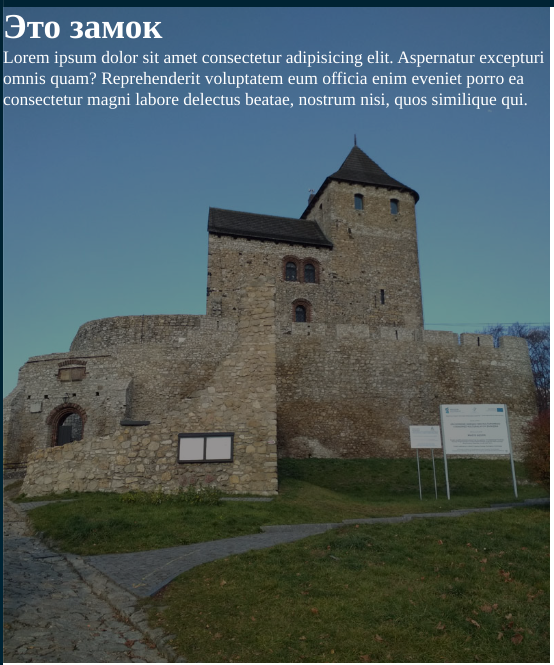 Это замок
Lorem ipsum dolor sit amet consectetur adipisicing elit. Aspernatur excepturi
omnis quam? Reprehenderit voluptatem eum officia enim eveniet porro ea
consectetur magni labore delectus beatae, nostrum nisi, quos similique qui.